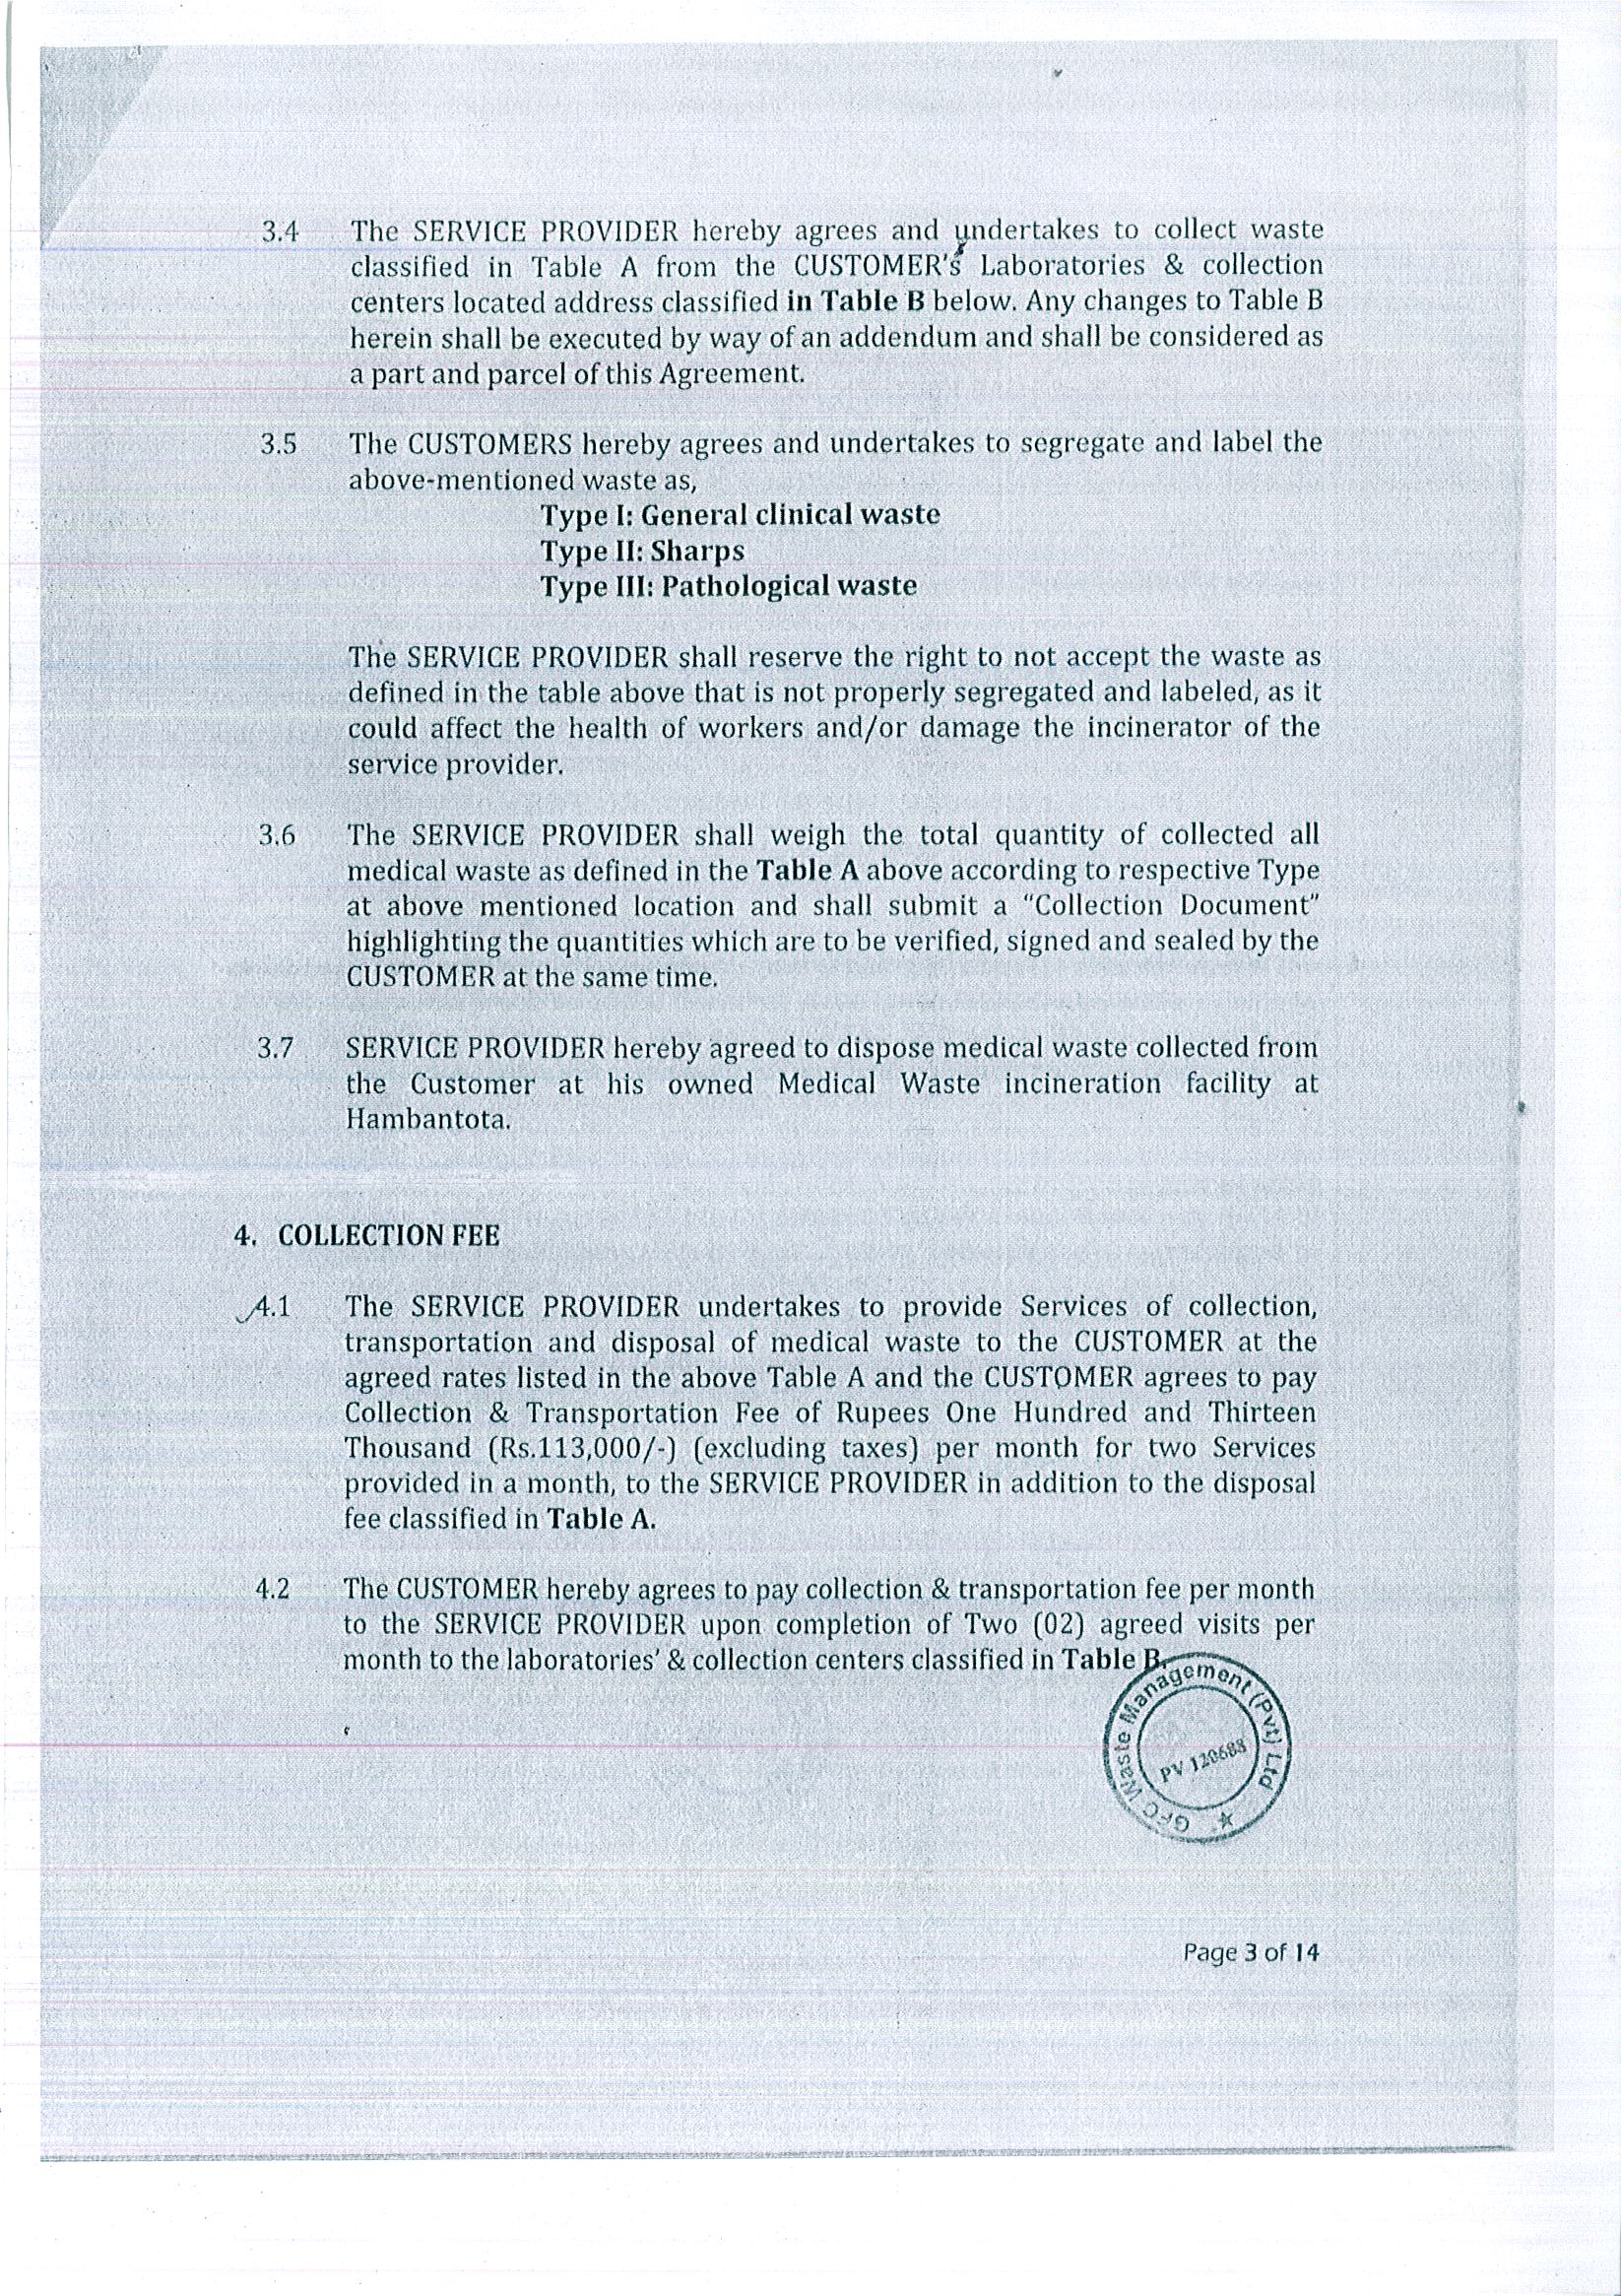 3.4 The SERVICE PROVIDER hereby agrees and undertakes to collect waste
classified in Table A from the CUSTOMER's Laboratories & collection
centers located address classified in Table B below. Any changes to Table B
herein shall be executed by way of an addendum and shall be considered as
a part and parcel of this Agreement.
3.5 The CUSTOMERS hereby agrees and undertakes to segregate and label the
above-mentioned waste as,
Type I: General clinical waste
Type II: Sharps
Type III: Pathological waste
The SERVICE PROVIDER shall reserve the right to not accept the waste as
defined in the table above that is not properly segregated and labeled, as it
could affect the health of workers and/or damage the incinerator of the
service provider.
3.6 The SERVICE PROVIDER shall weigh the total quantity of collected all
medical waste as defined in the Table A above according to respective Type
at above mentioned location and shall submit a “Collection Document”
highlighting the quantities which are to be verified, signed and sealed by the
CUSTOMER at the same time.
3.7 SERVICE PROVIDER hereby agreed to dispose medical waste collected from
the Customer at his owned Medical Waste incineration facility at
Hambantota.
4. COLLECTION FEE
4.1 The SERVICE PROVIDER undertakes to provide Services of collection,
transportation and disposal of medical waste to the CUSTOMER at the
agreed rates listed in the above Table A and the CUSTOMER agrees to pay
Collection & Transportation Fee of Rupees One Hundred and Thirteen
Thousand (Rs.113,000/-) (excluding taxes) per month for two Services
provided in a month, to the SERVICE PROVIDER in addition to the disposal
fee classified in Table A.
4.2 The CUSTOMER hereby agrees to pay collection & transportation fee per month
to the SERVICE PROVIDER upon completion of Two (02) agreed visits per
month to the laboratories’ & collection centers classified in Table B.
Waste Management (Pvt) Ltd
PV 120688
Page 3 of 14